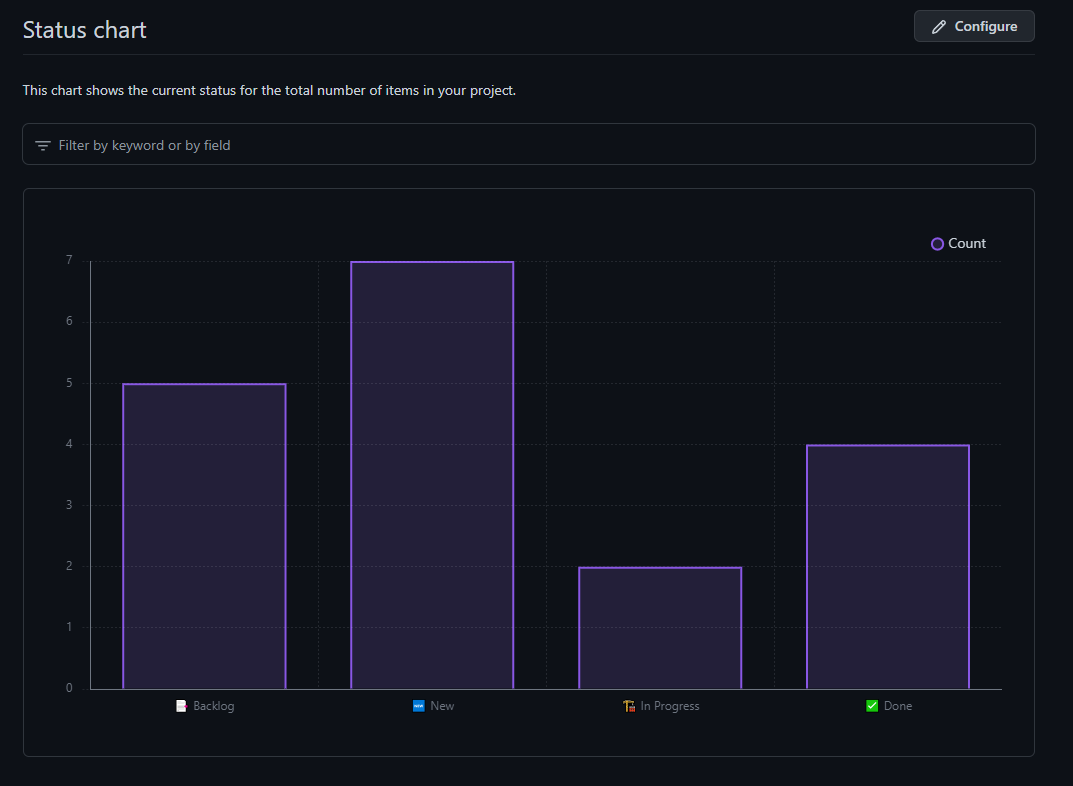 Status chart
Configure
This chart shows the current status for the total number of items in your project.
Filter by keyword or by field
Count
7
6
5
4
3
2
1
0
Backlog
New
In Progress
Done